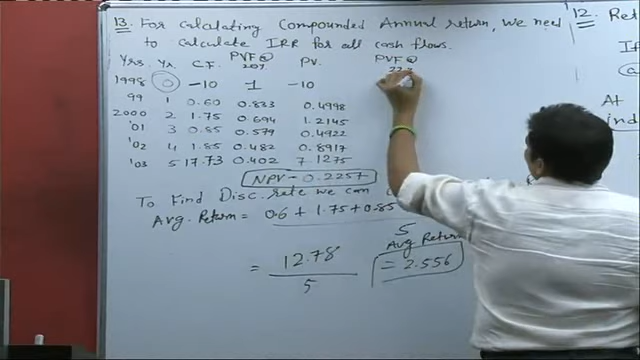 13. For Calculating Compounded Annual return, we need
to calculate IRR for all cash flows.
Yrs. Yr. C.F. PVF@ 20% PV. PVF@
1998 0 -10 1 -10
99 1 0.60 0.833 0.4998
2000 2 1.75 0.694 1.2145
'01 3 0.85 0.579 0.4922
'02 4 1.85 0.482 0.8917
'03 5 17.73 0.402 7.1275
NPV - 0.2257
To Find Disc. rate we can
Avg. Return = 0.6 + 1.75 + 0.85
5
= 12.78 / 5
Avg Return
= 2.556
12. Ret
If
At
ind